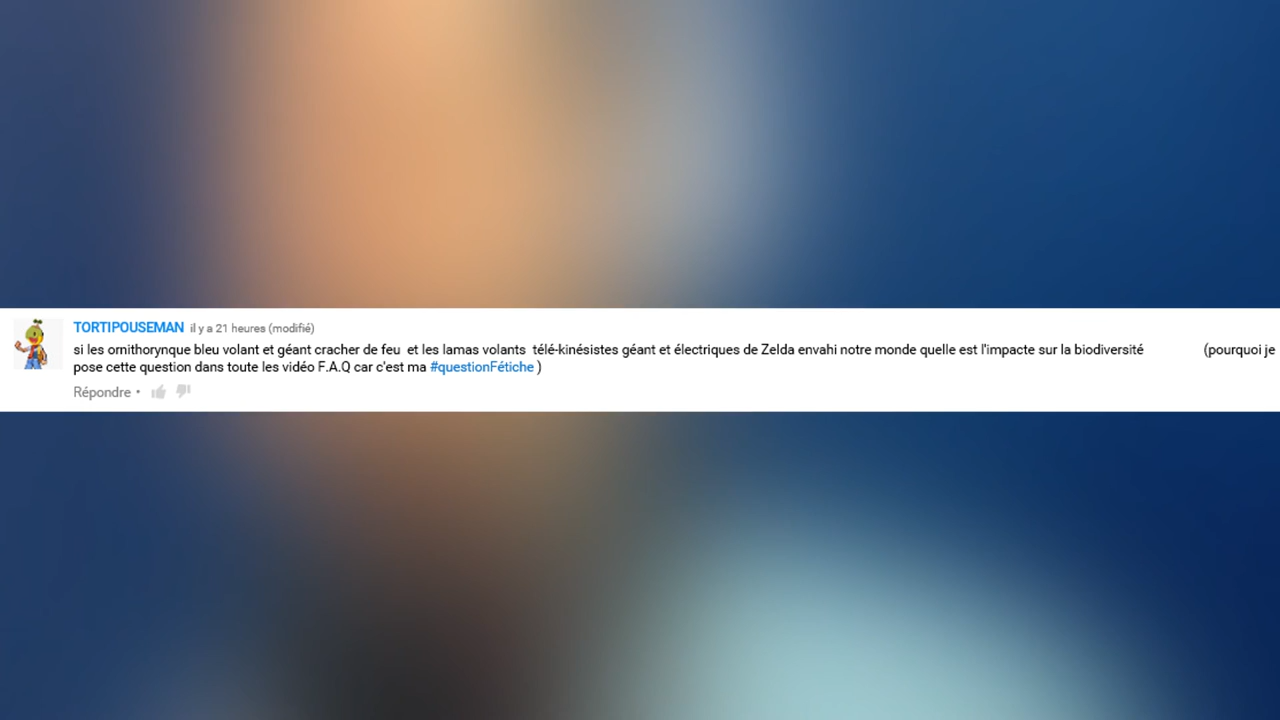 TORTIPOUSEMAN il y a 21 heures (modifié)
si les ornithorynque bleu volant et géant cracher de feu  et les lamas volants  télé-kinésistes géant et électriques de Zelda envahi notre monde quelle est l'impacte sur la biodiversité (pourquoi je
pose cette question dans toute les vidéo F.A.Q car c'est ma #questionFétiche )
Répondre •